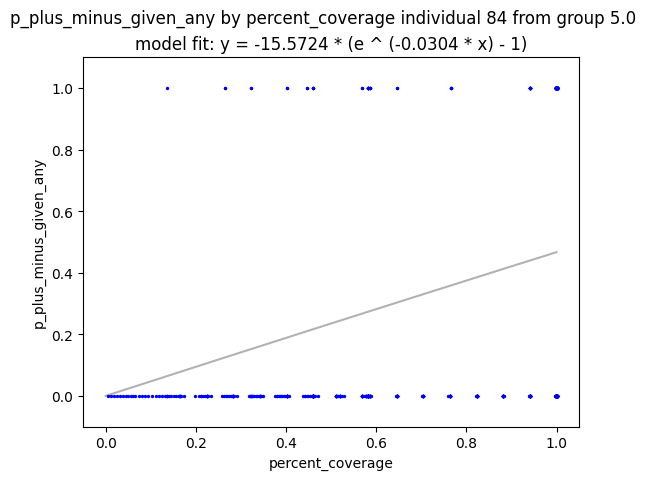 p_plus_minus_given_any by percent_coverage individual 84 from group 5.0
model fit: y = -15.5724 * (e ^ (-0.0304 * x) - 1)
1.0
0.8
0.6
0.4
0.2
0.0
p_plus_minus_given_any
0.0 0.2 0.4 0.6 0.8 1.0
percent_coverage